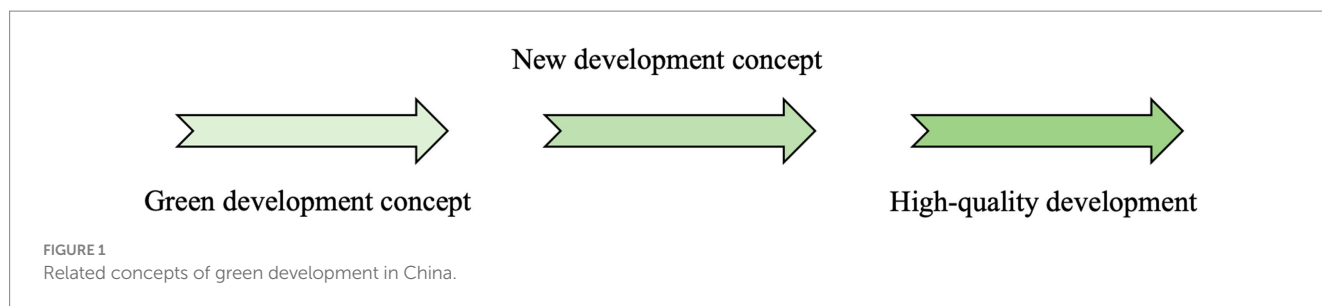 New development concept
Green development concept
High-quality development
FIGURE 1
Related concepts of green development in China.